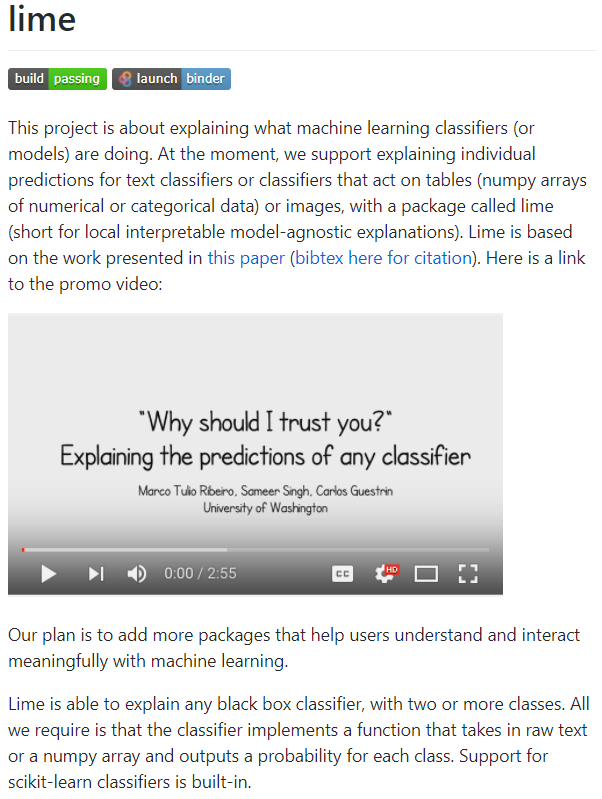 lime
build passing launch binder
This project is about explaining what machine learning classifiers (or
models) are doing. At the moment, we support explaining individual
predictions for text classifiers or classifiers that act on tables (numpy arrays
of numerical or categorical data) or images, with a package called lime
(short for local interpretable model-agnostic explanations). Lime is based
on the work presented in this paper (bibtex here for citation). Here is a link
to the promo video:
"Why should I trust you?"
Explaining the predictions of any classifier
Marco Tulio Ribeiro, Sameer Singh, Carlos Guestrin
University of Washington
0:00 / 2:55 CC HD
Our plan is to add more packages that help users understand and interact
meaningfully with machine learning.
Lime is able to explain any black box classifier, with two or more classes. All
we require is that the classifier implements a function that takes in raw text
or a numpy array and outputs a probability for each class. Support for
scikit-learn classifiers is built-in.